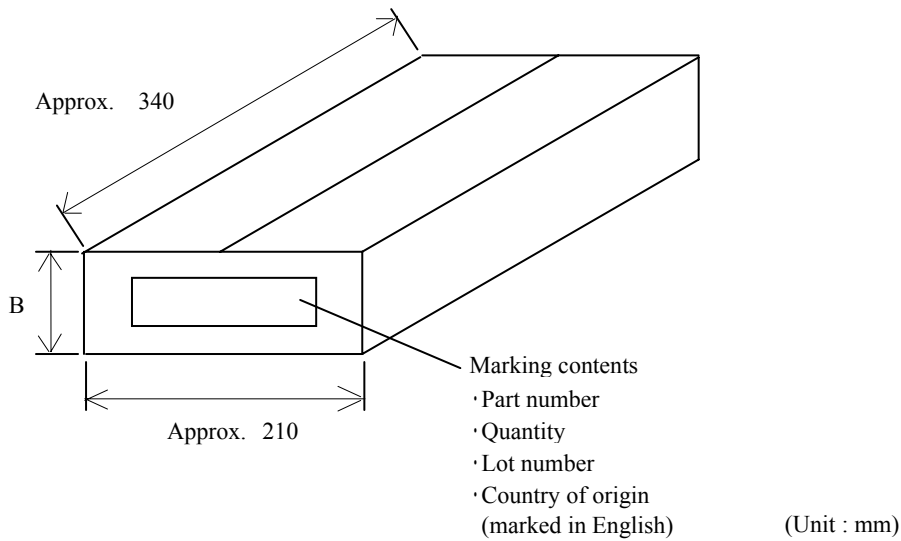 Approx. 340
B
Approx. 210
Marking contents
・Part number
・Quantity
・Lot number
・Country of origin
(marked in English)
(Unit : mm)